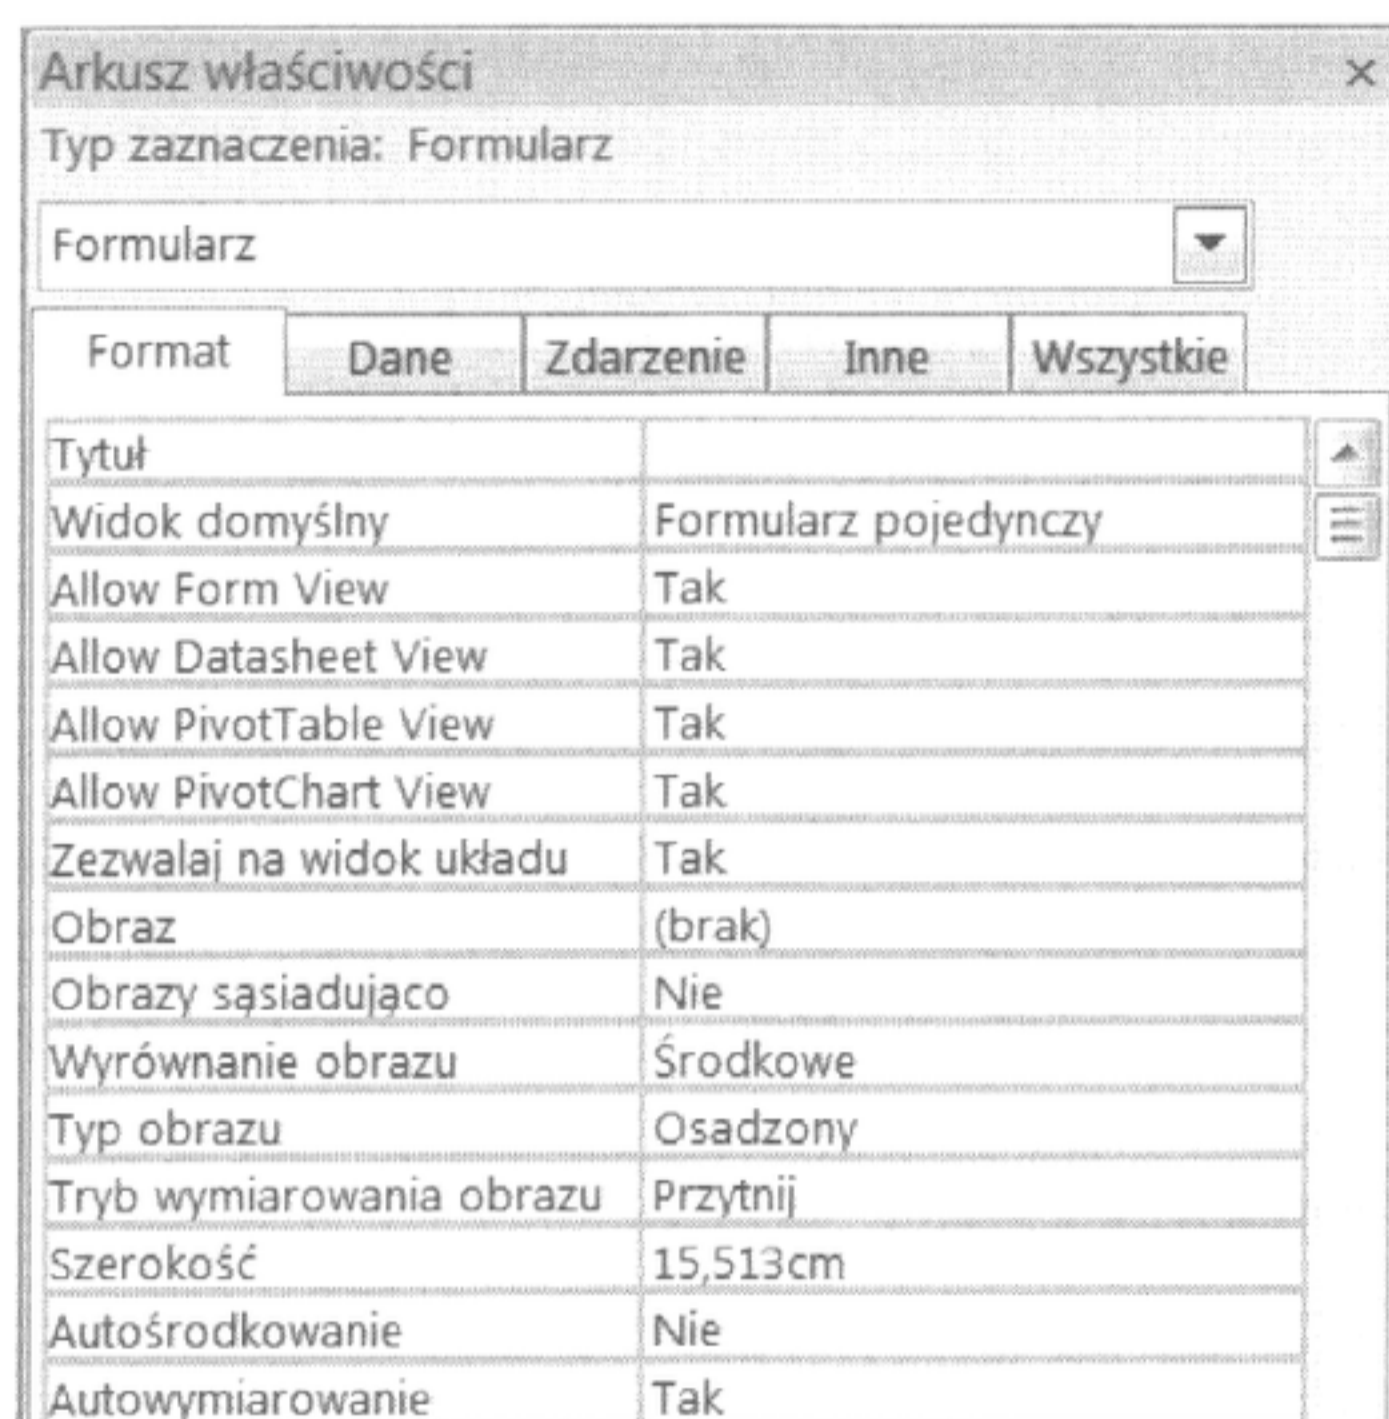 Arkusz właściwości
Typ zaznaczenia: Formularz
Formularz
Format Dane Zdarzenie Inne Wszystkie
Tytuł
Widok domyślny Formularz pojedynczy
Allow Form View Tak
Allow Datasheet View Tak
Allow PivotTable View Tak
Allow PivotChart View Tak
Zezwalaj na widok układu Tak
Obraz (brak)
Obrazy sąsiadująco Nie
Wyrównanie obrazu Środkowe
Typ obrazu Osadzony
Tryb wymiarowania obrazu Przytnij
Szerokość 15,513cm
Autośrodkowanie Nie
Autowymiarowanie Tak